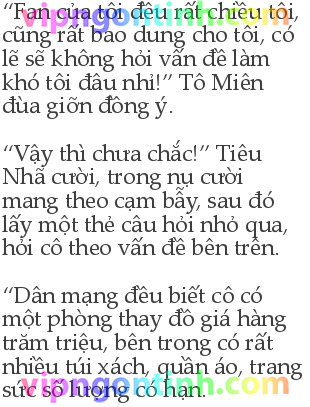 “Fan của tôi đều rất chiều tôi,
cũng rất bao dung cho tôi, có
lẽ sẽ không hỏi vấn đề làm
khó tôi đâu nhỉ!” Tô Miên
đùa giỡn đồng ý.

“Vậy thì chưa chắc!” Tiêu
Nhã cười, trong nụ cười
mang theo cạm bẫy, sau đó
lấy một thẻ câu hỏi nhỏ qua,
hỏi cô theo vấn đề bên trên.

“Dân mạng đều biết cô có
một phòng thay đồ giá hàng
trăm triệu, bên trong có rất
nhiều túi xách, quần áo, trang
sức số lượng có hạn.
vipngontinh.com
vipngontinh.com